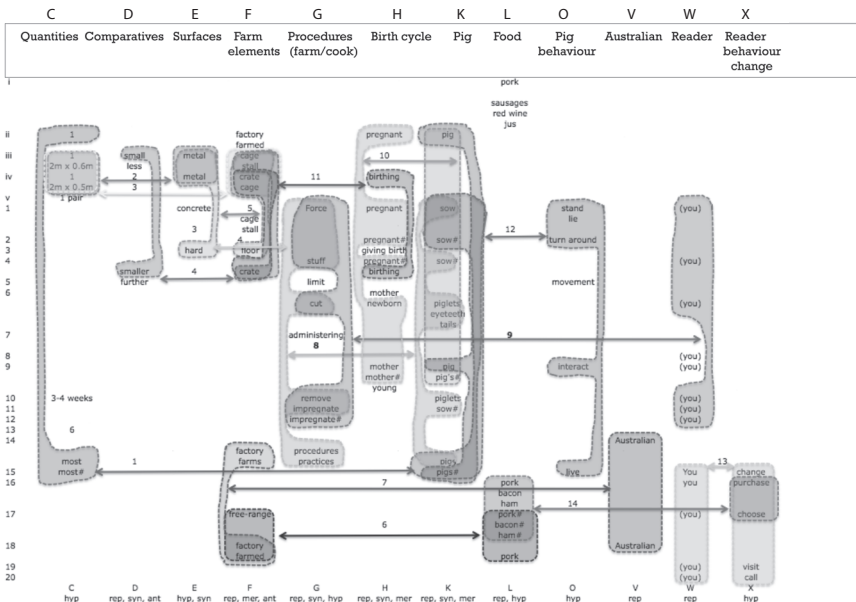 C D E F G H K L O V W X
Quantities Comparatives Surfaces Farm Procedures Birth cycle Pig Food Pig Australian Reader Reader
elements (farm/cook) behaviour behaviour
change
i pork
sausages
red wine
jus
ii 1 factory pregnant pig
farmed
iii 1 small metal cage 10
2m x 0.6m less stall
iv 1 2 metal crate 11 birthing
2m x 0.5m 3 cage
v 1 pair
1 concrete 5 Force pregnant sow stand (you)
cage lie
3 stall 12
2 4 pregnant# sow# turn around
3 hard floor giving birth
4 stuff pregnant# sow# (you)
smaller 4 crate birthing
5 further limit movement
6 mother
cut newborn piglets (you)
eyeteeth
tails
7 administering 9
8
8 (you)
9 mother pig interact (you)
mother# pig's#
young
10 3-4 weeks remove piglets (you)
11 impregnate sow# (you)
12 impregnate# (you)
13 6
14 factory procedures Australian
most farms practices pigs 13
15 most# 1 pigs# live You change
16 7 pork you purchase
bacon
ham 14
17 free-range pork# (you) choose
6 bacon#
18 factory ham# Australian
farmed pork
19 (you) visit
20 (you) call
C D E F G H K L O V W X
hyp rep, syn, ant hyp, syn rep, mer, ant rep, syn, hyp rep, syn, mer rep, syn, mer rep, hyp hyp rep rep hyp